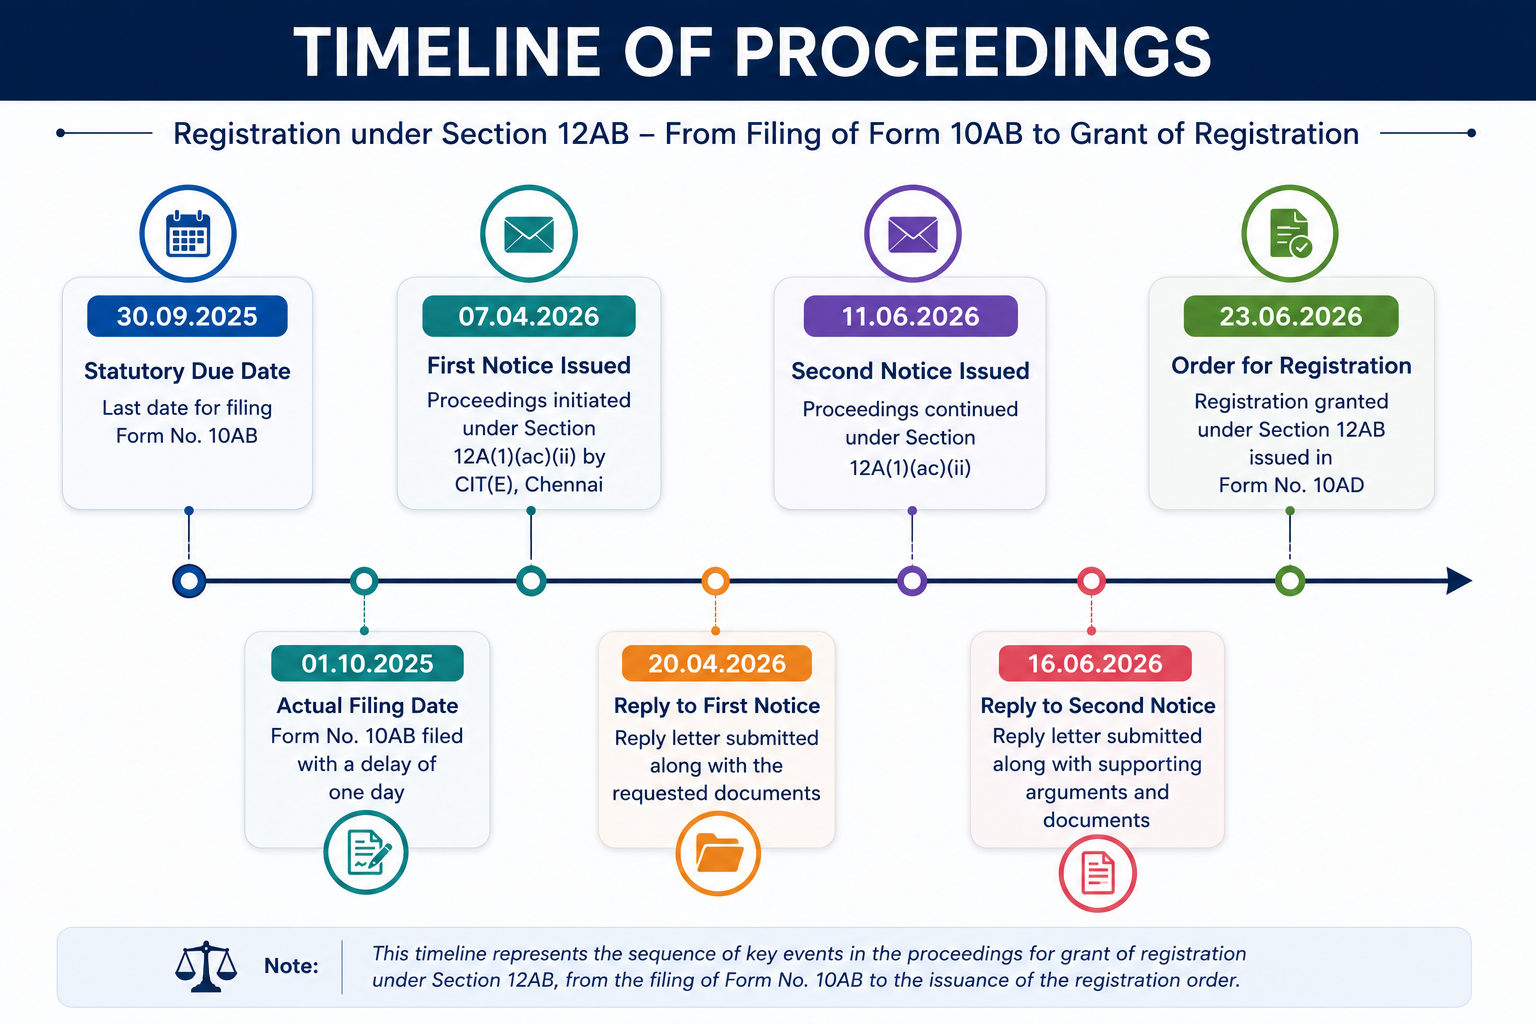 TIMELINE OF PROCEEDINGS
Registration under Section 12AB – From Filing of Form 10AB to Grant of Registration
30.09.2025
Statutory Due Date
Last date for filing
Form No. 10AB
07.04.2026
First Notice Issued
Proceedings initiated
under Section
12A(1)(ac)(ii) by
CIT(E), Chennai
11.06.2026
Second Notice Issued
Proceedings continued
under Section
12A(1)(ac)(ii)
23.06.2026
Order for Registration
Registration granted
under Section 12AB
issued in
Form No. 10AD
01.10.2025
Actual Filing Date
Form No. 10AB filed
with a delay of
one day
20.04.2026
Reply to First Notice
Reply letter submitted
along with the
requested documents
16.06.2026
Reply to Second Notice
Reply letter submitted
along with supporting
arguments and
documents
Note:
This timeline represents the sequence of key events in the proceedings for grant of registration
under Section 12AB, from the filing of Form No. 10AB to the issuance of the registration order.